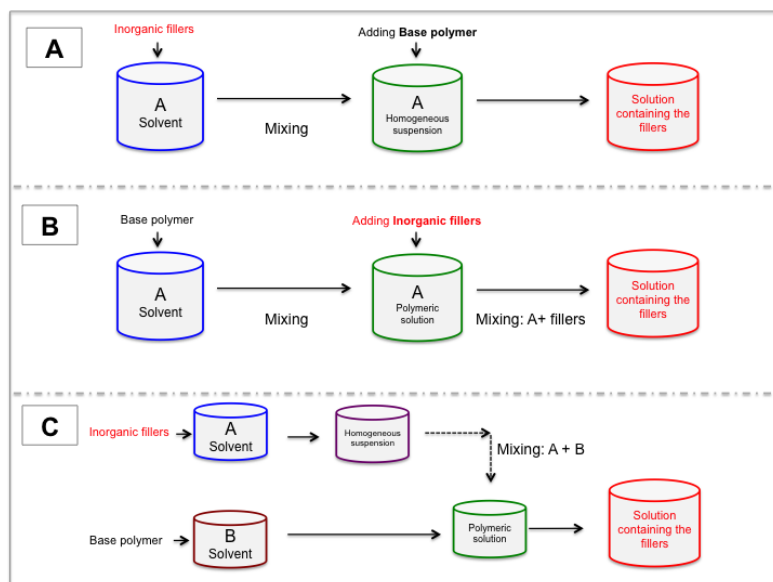 A
Inorganic fillers
Adding Base polymer
A
Solvent
Mixing
A
Homogeneous
suspension
Solution
containing the
fillers
B
Base polymer
Adding Inorganic fillers
A
Solvent
Mixing
A
Polymeric
solution
Mixing: A+ fillers
Solution
containing the
fillers
C
Inorganic fillers
A
Solvent
Homogeneous
suspension
Mixing: A + B
Base polymer
B
Solvent
Polymeric
solution
Solution
containing the
fillers